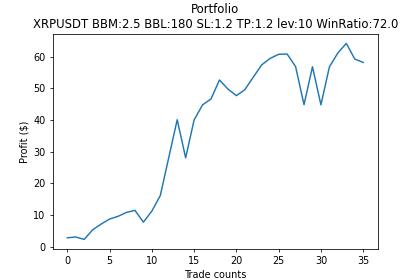 Portfolio
XRPUSDT BBM:2.5 BBL:180 SL:1.2 TP:1.2 lev:10 WinRatio:72.0
60
50
40
30
20
10
0
Profit ($)
0 5 10 15 20 25 30 35
Trade counts